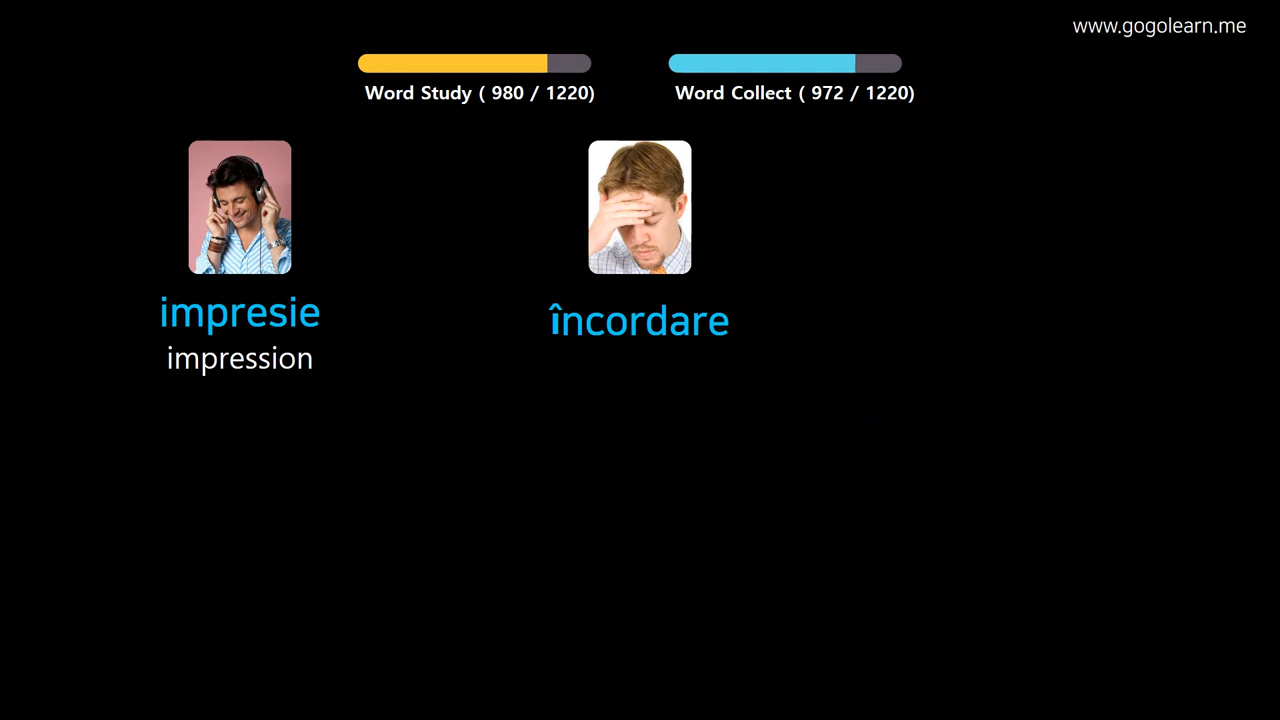 www.gogolearn.me
Word Study ( 980 / 1220)
Word Collect ( 972 / 1220)
impresie
impression
încordare